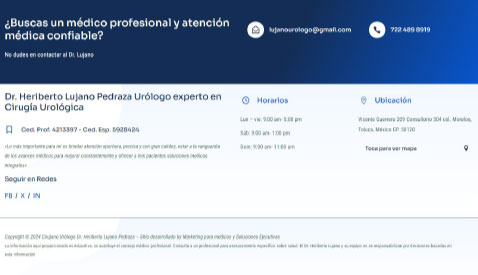 ¿Buscas un médico profesional y atención
médica confiable?
No dudes en contactar al Dr. Lujano
lujanourologo@gmail.com
722 489 8919
Dr. Heriberto Lujano Pedraza Urólogo experto en
Cirugía Urológica
Ced. Prof. 4213397 - Ced. Esp. 5928424
«Lo más importante para mí es brindar atención oportuna, precisa y con gran calidez, estar a la vanguardia
de los avances médicos para mejorar constantemente y ofrecer a mis pacientes soluciones médicas
integrales»
Seguir en Redes
FB / X / IN
Horarios
Lun – vie: 9:00 am- 5:00 pm
Sáb: 9:00 am- 1:00 pm
Dom: 9:00 am- 11:00 am
Ubicación
Vicente Guerrero 209 Consultorio 304 col. Morelos,
Toluca, México CP. 50120
Toca para ver mapa
Copyright © 2024 Cirujano Urólogo Dr. Heriberto Lujano Pedraza – Sitio desarrollado by Marketing para médicos y Soluciones Ejecutivas
La información aquí proporcionada es educativa, no sustituye el consejo médico profesional. Consulta a un profesional para asesoramiento específico sobre salud. El Dr. Heriberto Lujano y su equipo no se responsabilizan por decisiones basadas en
esta información